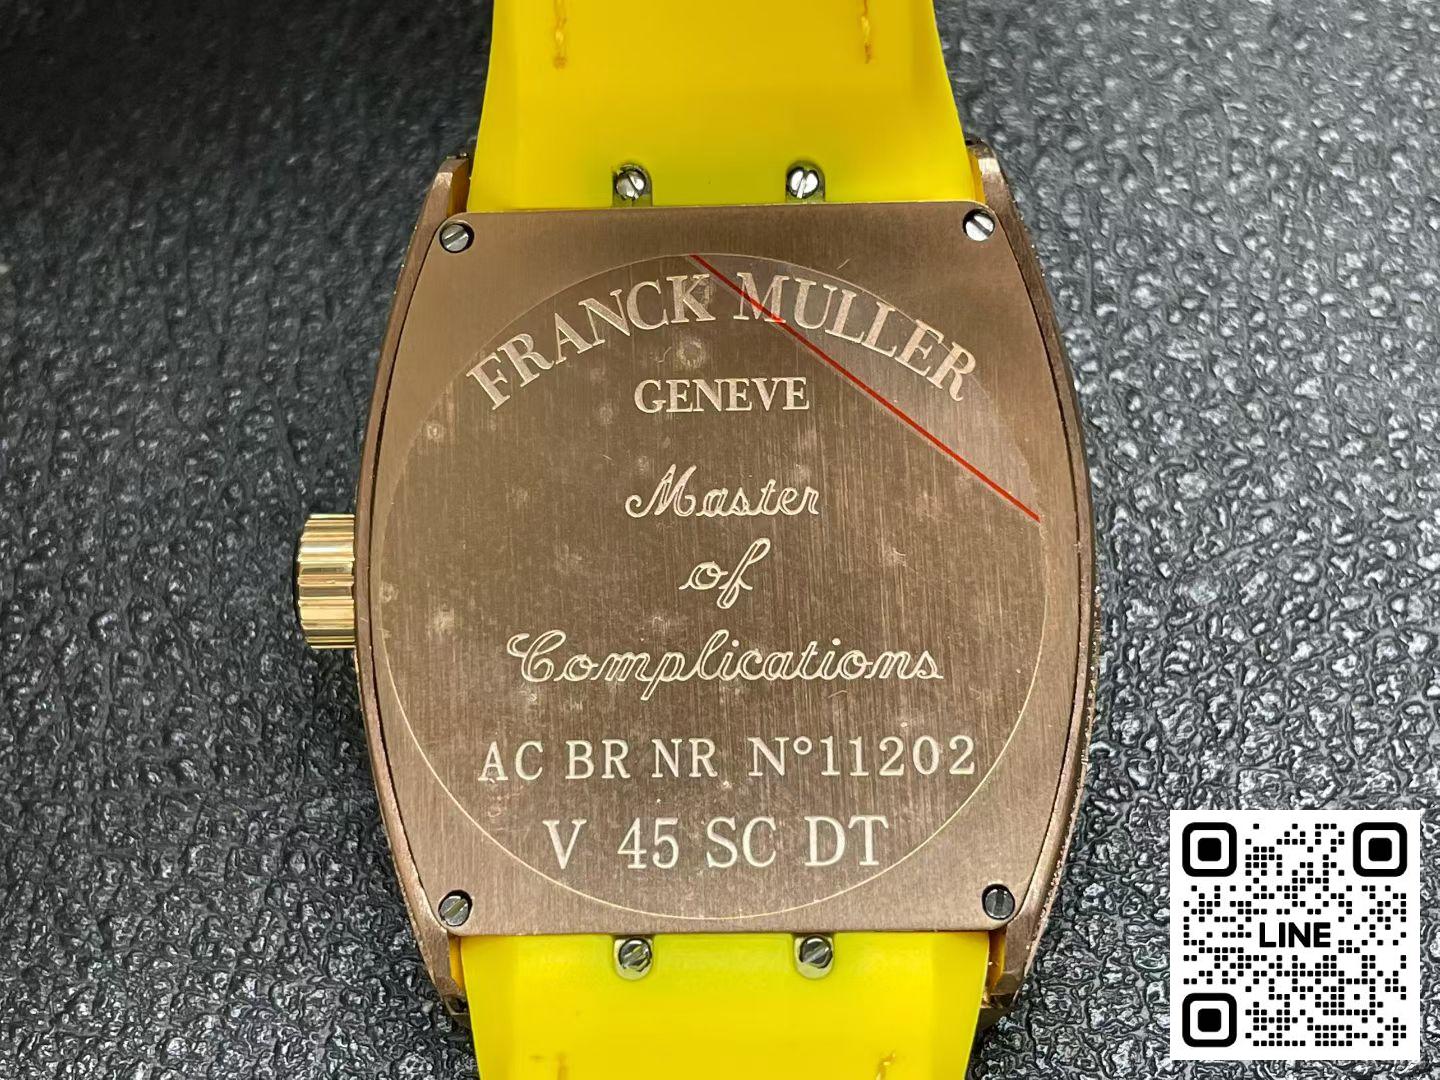 FRANCK MULLER
GENEVE
Master
of
Complications
AC BR NR N°11202
V 45 SC DT
LINE